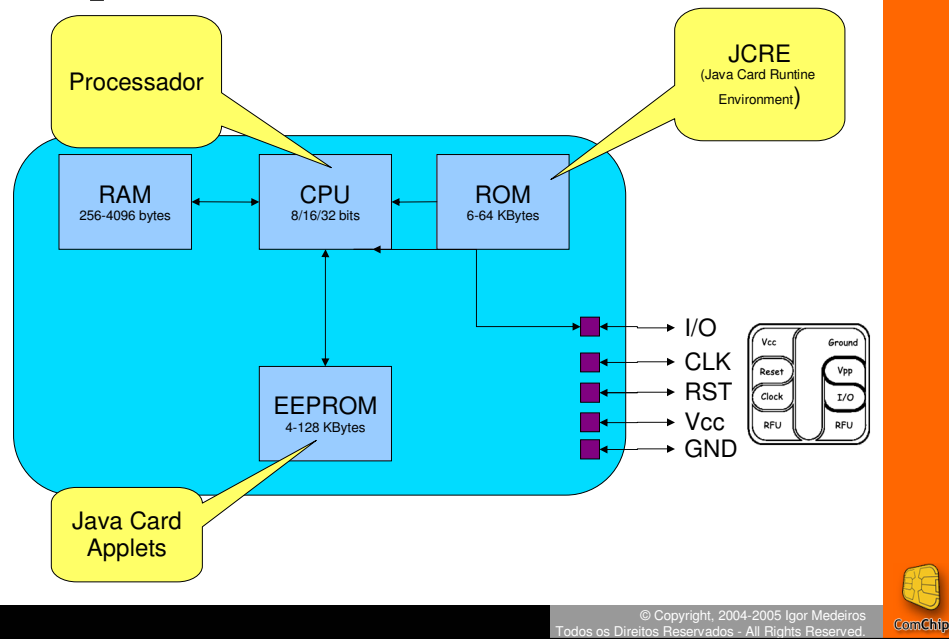 Processador
JCRE
(Java Card Runtine
Environment)
RAM
256-4096 bytes
CPU
8/16/32 bits
ROM
6-64 KBytes
I/O
CLK
RST
Vcc
GND
Vcc
Ground
Reset
Vpp
Clock
I/O
RFU
RFU
EEPROM
4-128 KBytes
Java Card
Applets
© Copyright, 2004-2005 Igor Medeiros
Todos os Direitos Reservados - All Rights Reserved.
ComChip